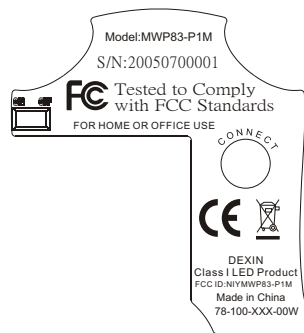 Model:MWP83-P1M
S/N:20050700001
FC Tested to Comply
with FCC Standards
FOR HOME OR OFFICE USE
CONNECT
CE
DEXIN
Class I LED Product
FCC ID:NIYMWP83-P1M
Made in China
78-100-XXX-00W